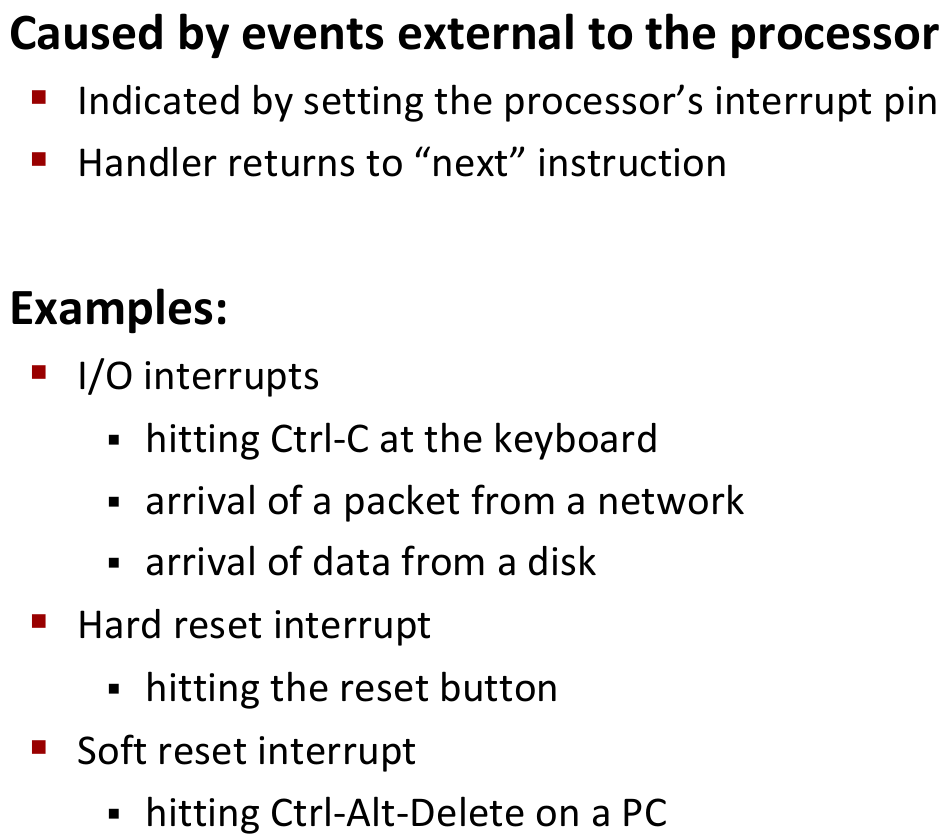 Caused by events external to the processor
▪ Indicated by setting the processor’s interrupt pin
▪ Handler returns to “next” instruction
Examples:
▪ I/O interrupts
▪ hitting Ctrl-C at the keyboard
▪ arrival of a packet from a network
▪ arrival of data from a disk
▪ Hard reset interrupt
▪ hitting the reset button
▪ Soft reset interrupt
▪ hitting Ctrl-Alt-Delete on a PC